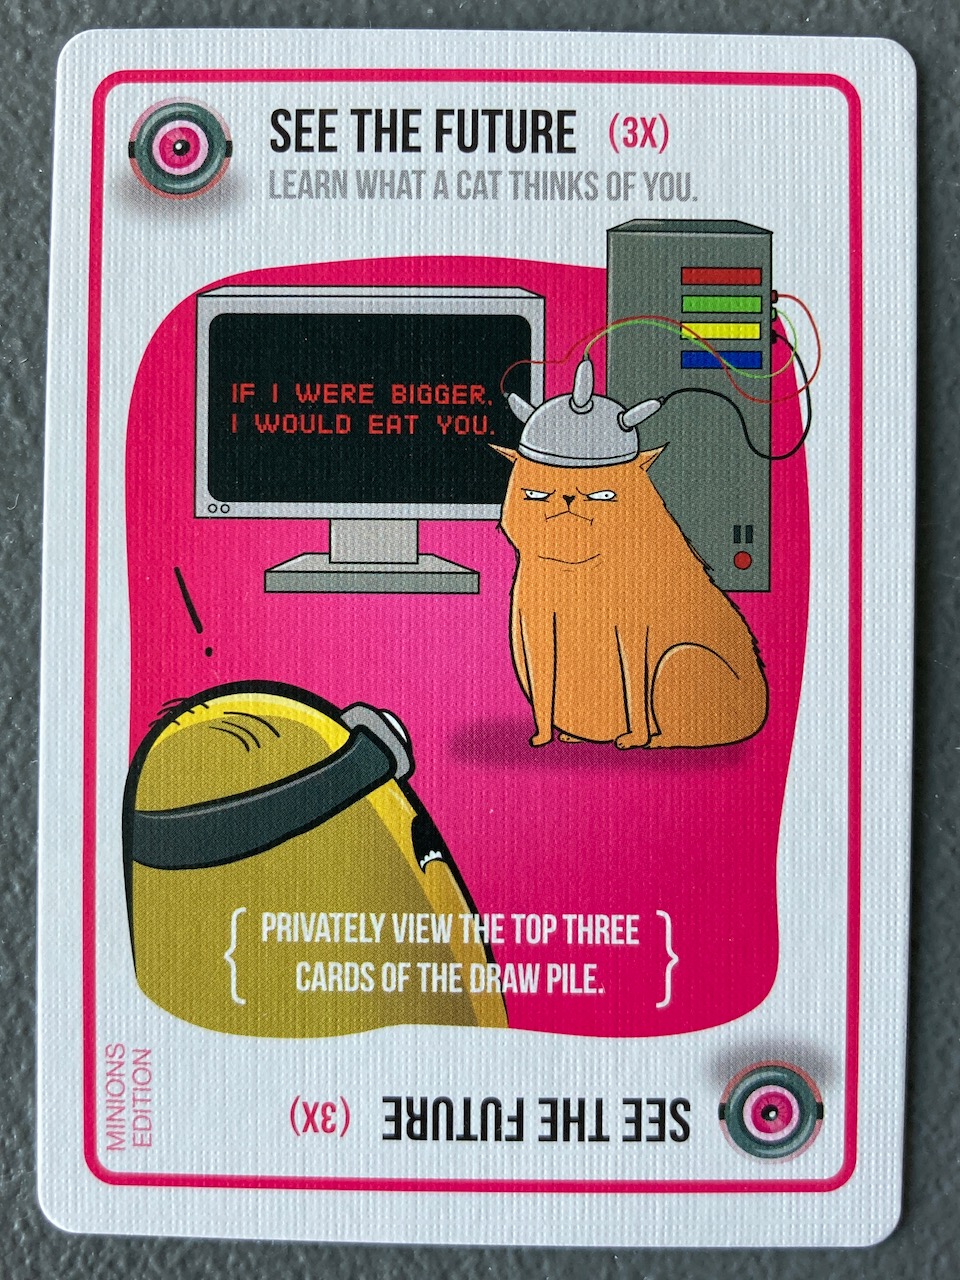 SEE THE FUTURE (3X)
LEARN WHAT A CAT THINKS OF YOU.
IF I WERE BIGGER,
I WOULD EAT YOU.
!
{ PRIVATELY VIEW THE TOP THREE
CARDS OF THE DRAW PILE. }
MINIONS
EDITION
SEE THE FUTURE (3X)